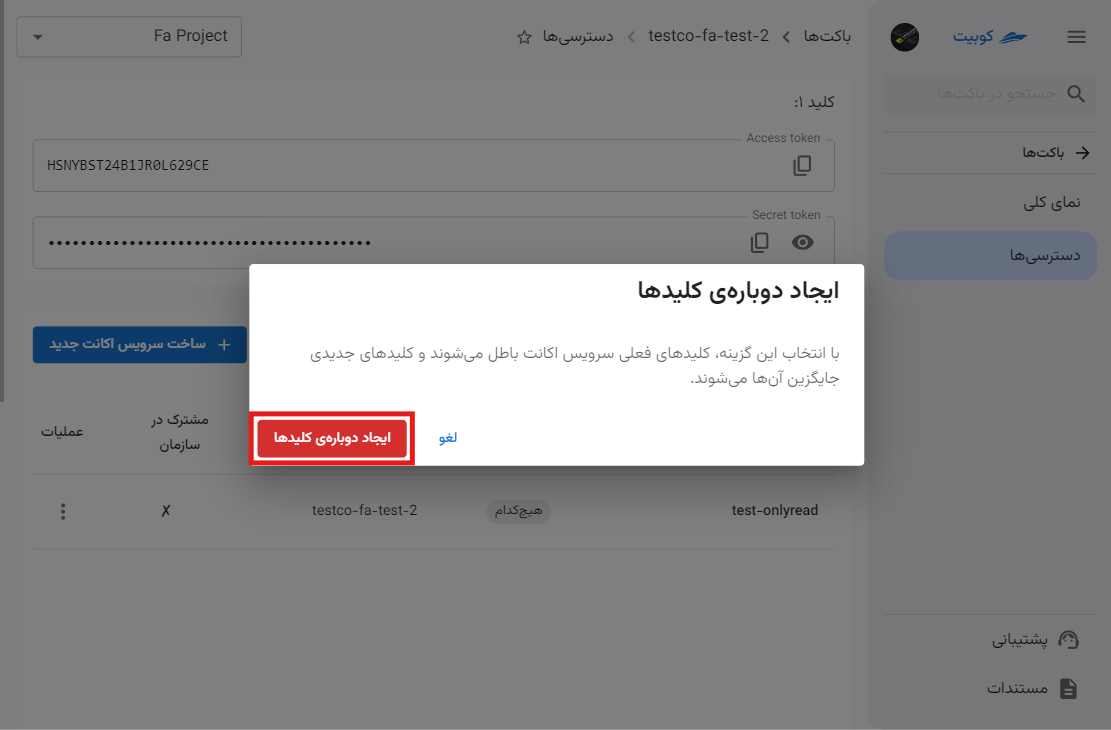 کوبیت
جستجو در باکت‌ها
باکت‌ها
نمای کلی
دسترسی‌ها
پشتیبانی
مستندات
باکت‌ها
testco-fa-test-2
دسترسی‌ها
Fa Project
کلید ۱:
Access token
HSNYBST24B1JR0L629CE
Secret token
••••••••••••••••••••••••••••••••••••••••
ایجاد دوباره‌ی کلیدها
با انتخاب این گزینه، کلیدهای فعلی سرویس اکانت باطل می‌شوند و کلیدهای جدیدی
جایگزین آن‌ها می‌شوند.
لغو
ایجاد دوباره‌ی کلیدها
ساخت سرویس اکانت جدید
مشترک در
سازمان
عملیات
test-onlyread
هیچ‌کدام
testco-fa-test-2
✗